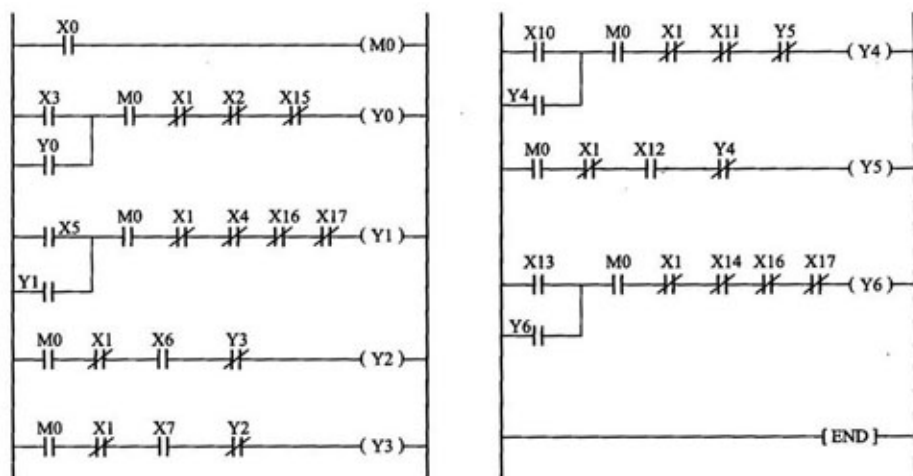 X0
(M0)
X3 M0 X1 X2 X15
(Y0)
Y0
X5 M0 X1 X4 X16 X17
(Y1)
Y1
M0 X1 X6 Y3
(Y2)
M0 X1 X7 Y2
(Y3)
X10 M0 X1 X11 Y5
(Y4)
Y4
M0 X1 X12 Y4
(Y5)
X13 M0 X1 X14 X16 X17
(Y6)
Y6
[END]